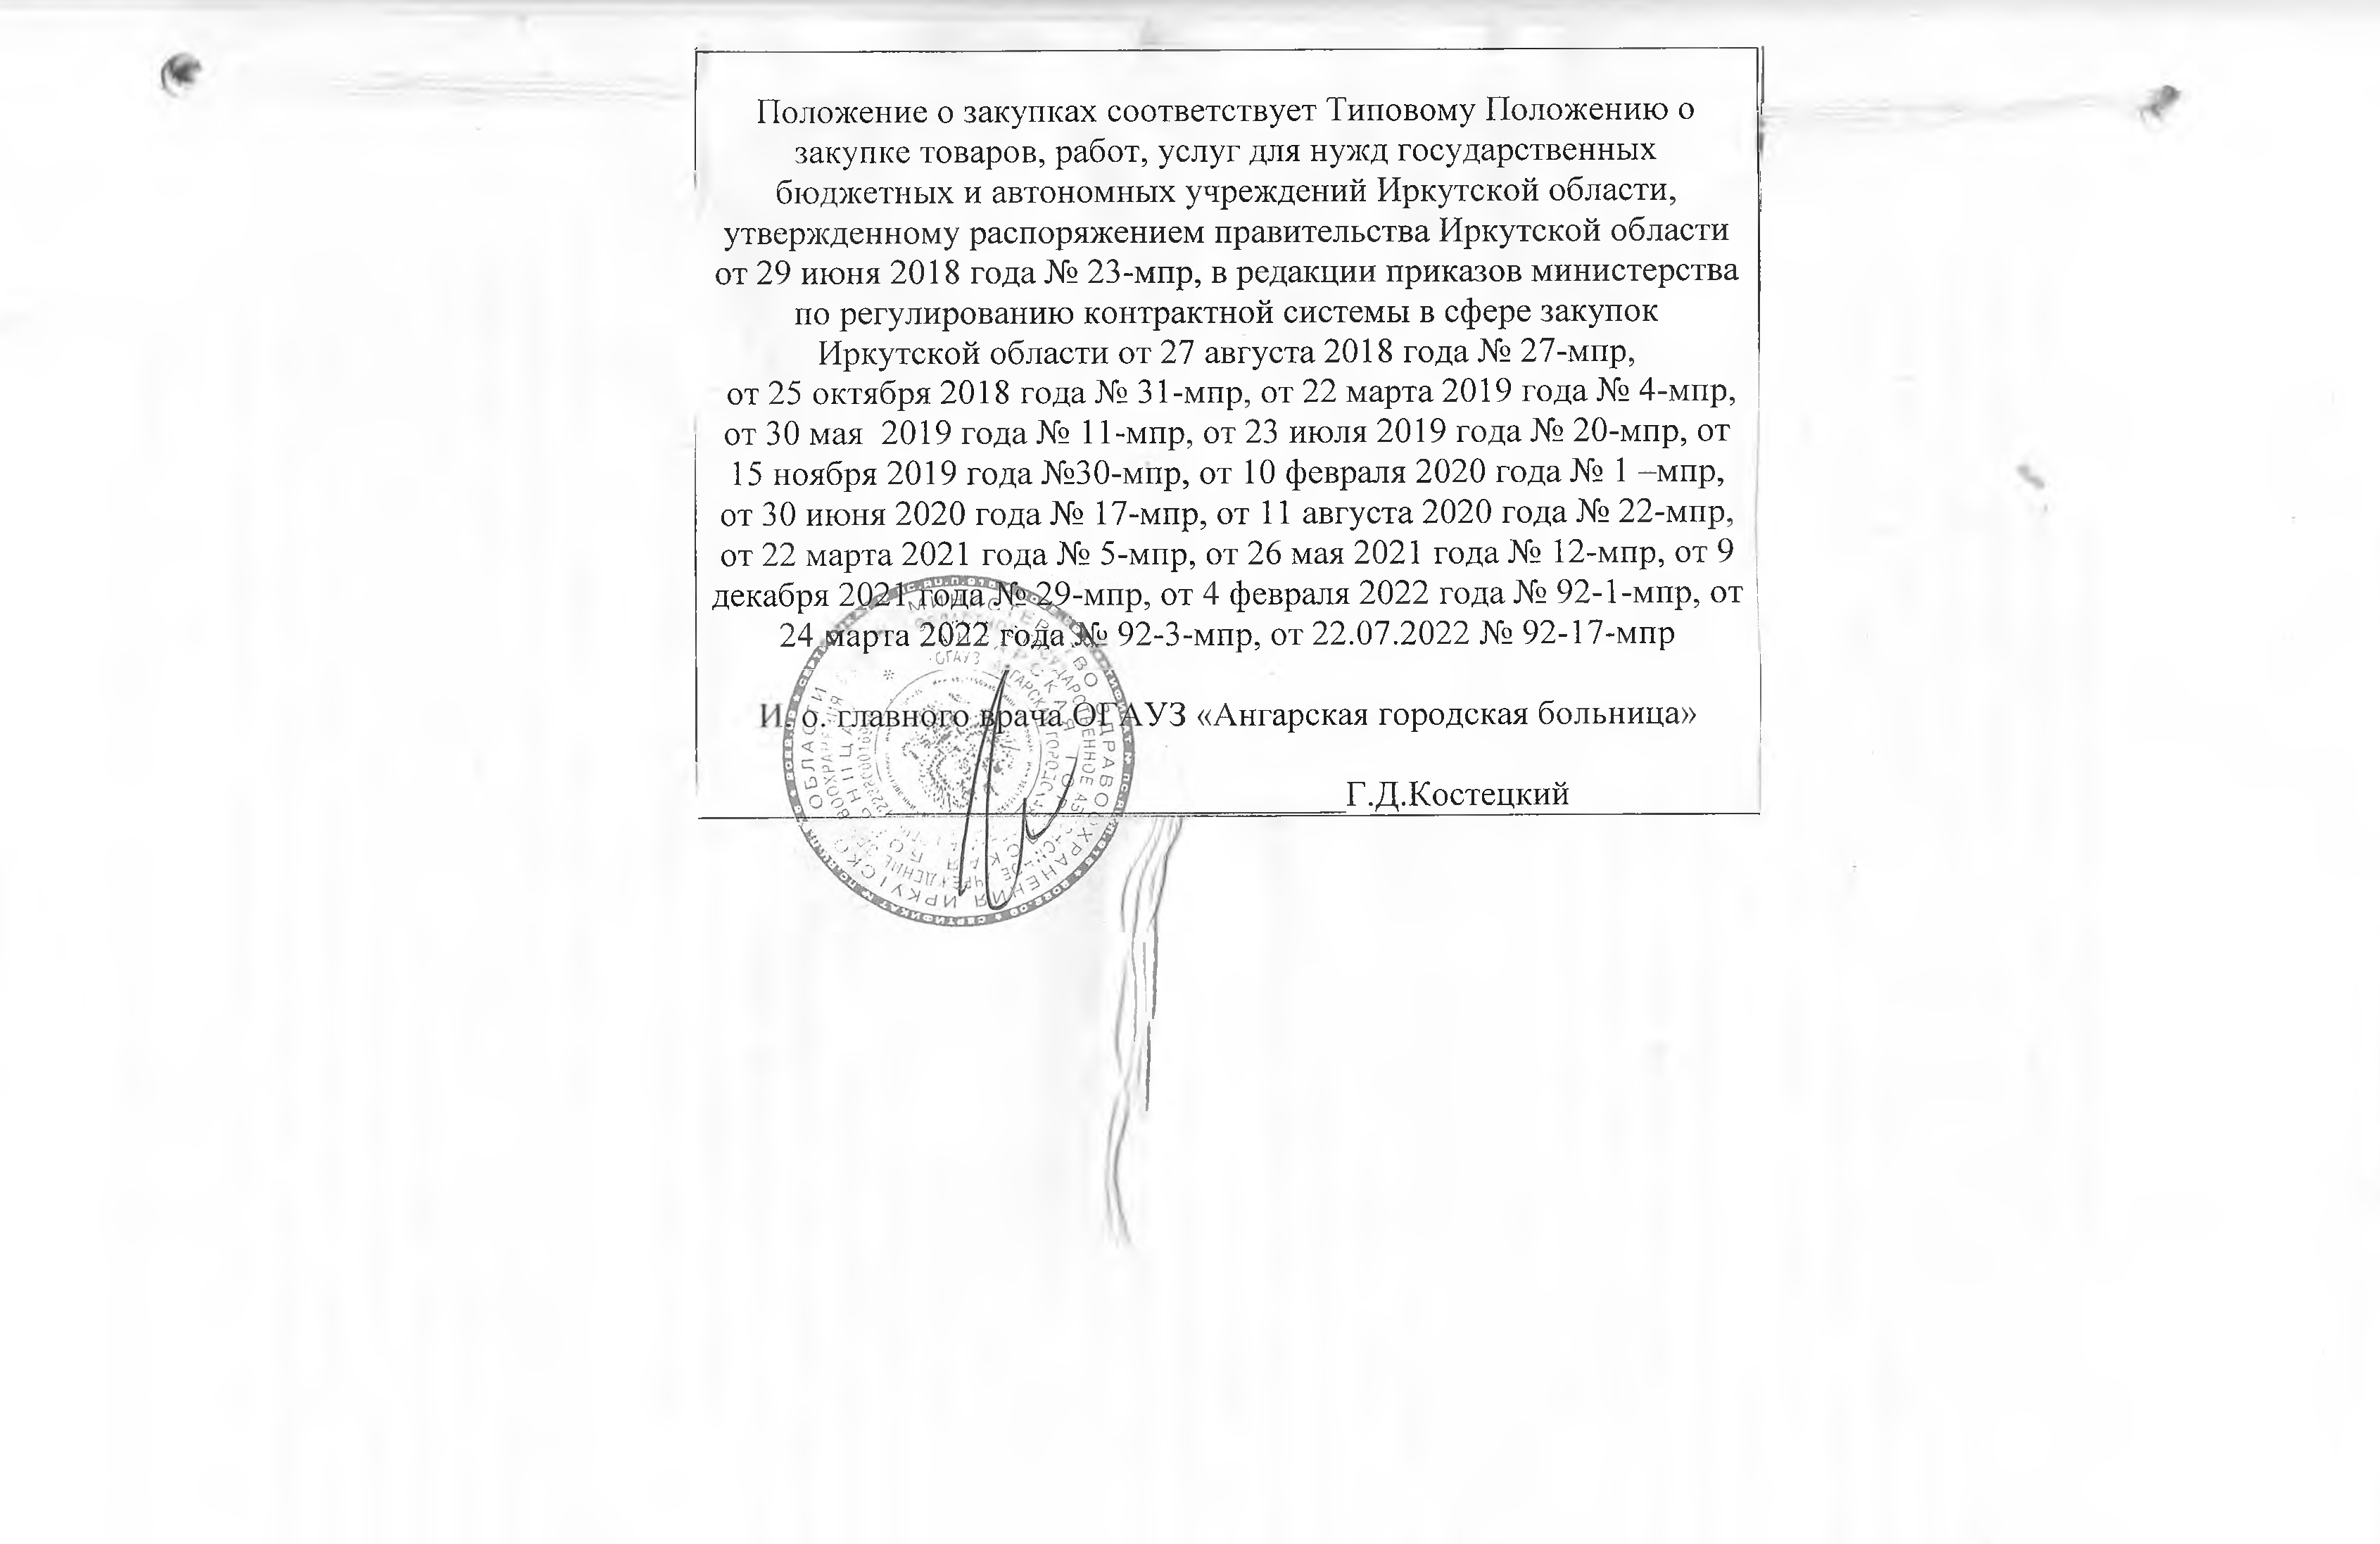 Положение о закупках соответствует Типовому Положению о
закупке товаров, работ, услуг для нужд государственных
бюджетных и автономных учреждений Иркутской области,
утвержденному распоряжением правительства Иркутской области
от 29 июня 2018 года № 23-мпр, в редакции приказов министерства
по регулированию контрактной системы в сфере закупок
Иркутской области от 27 августа 2018 года № 27-мпр,
от 25 октября 2018 года № 31-мпр, от 22 марта 2019 года № 4-мпр,
от 30 мая  2019 года № 11-мпр, от 23 июля 2019 года № 20-мпр, от
15 ноября 2019 года №30-мпр, от 10 февраля 2020 года № 1 –мпр,
от 30 июня 2020 года № 17-мпр, от 11 августа 2020 года № 22-мпр,
от 22 марта 2021 года № 5-мпр, от 26 мая 2021 года № 12-мпр, от 9
декабря 2021 года № 29-мпр, от 4 февраля 2022 года № 92-1-мпр, от
24 марта 2022 года № 92-3-мпр, от 22.07.2022 № 92-17-мпр
И. о. главного врача ОГАУЗ «Ангарская городская больница»
Г.Д.Костецкий